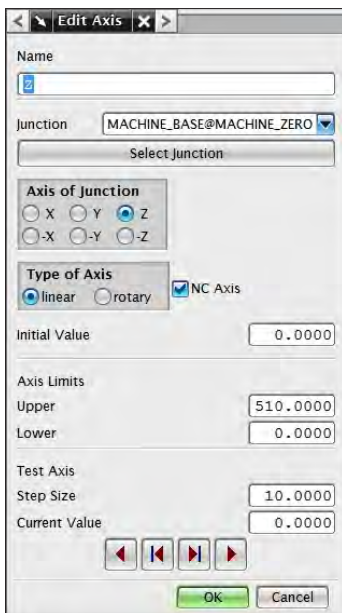 Edit Axis
Name
Z
Junction MACHINE_BASE@MACHINE_ZERO
Select Junction
Axis of Junction
X Y Z
-X -Y -Z
Type of Axis
linear rotary NC Axis
Initial Value 0.0000
Axis Limits
Upper 510.0000
Lower 0.0000
Test Axis
Step Size 10.0000
Current Value 0.0000
OK Cancel